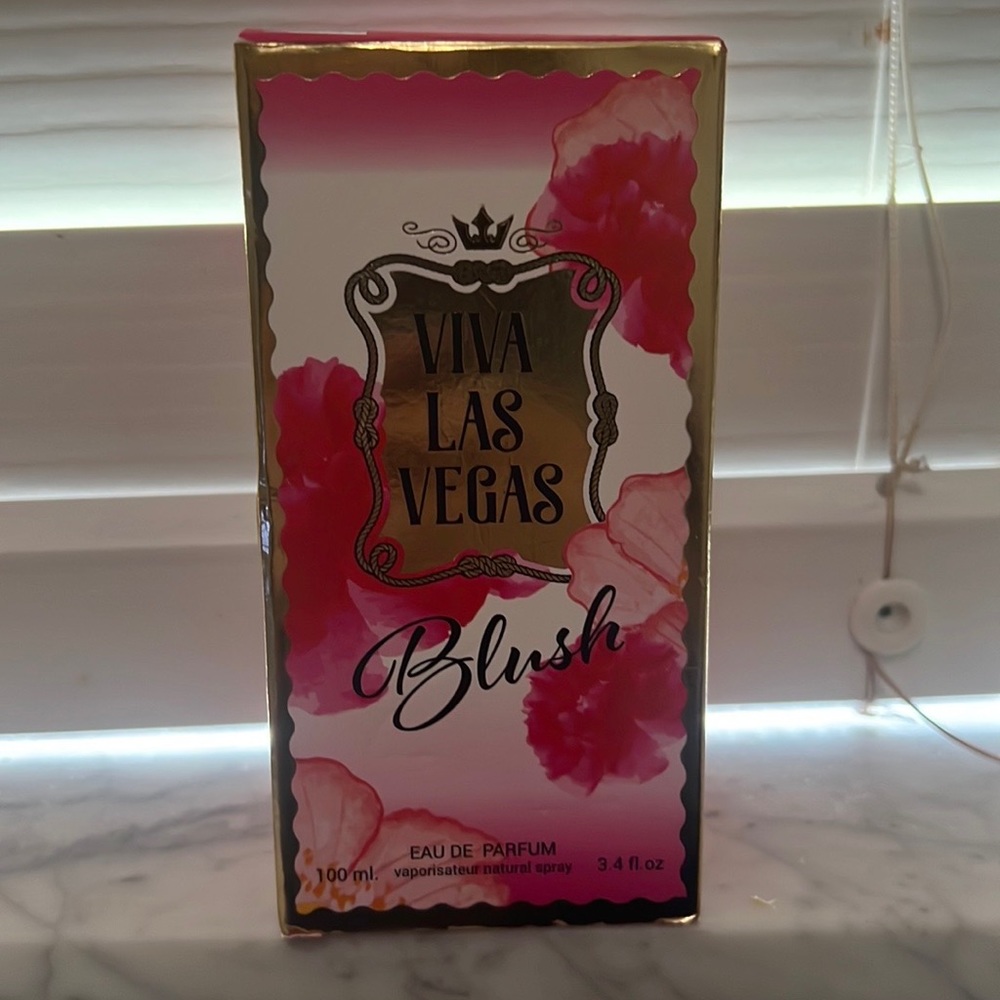 VIVA
LAS
VEGAS
Blush
EAU DE PARFUM
100 ml. vaporisateur natural spray 3.4 fl.oz